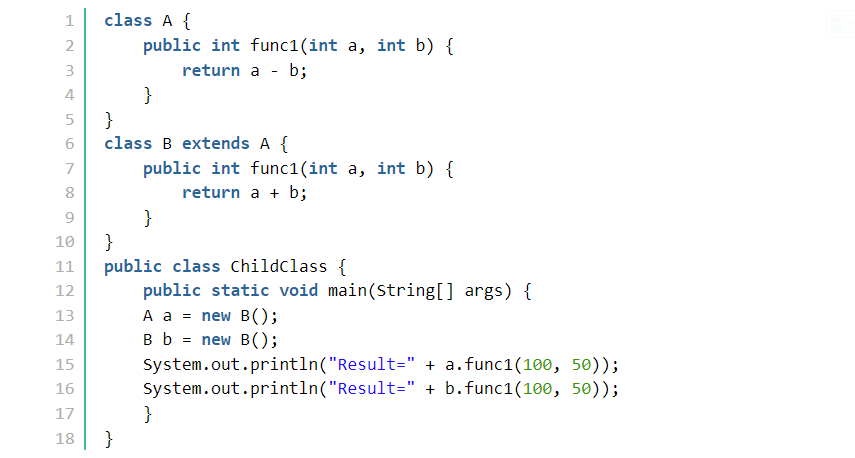 1 class A {
2     public int func1(int a, int b) {
3         return a - b;
4     }
5 }
6 class B extends A {
7     public int func1(int a, int b) {
8         return a + b;
9     }
10 }
11 public class ChildClass {
12     public static void main(String[] args) {
13     A a = new B();
14     B b = new B();
15     System.out.println("Result=" + a.func1(100, 50));
16     System.out.println("Result=" + b.func1(100, 50));
17     }
18 }